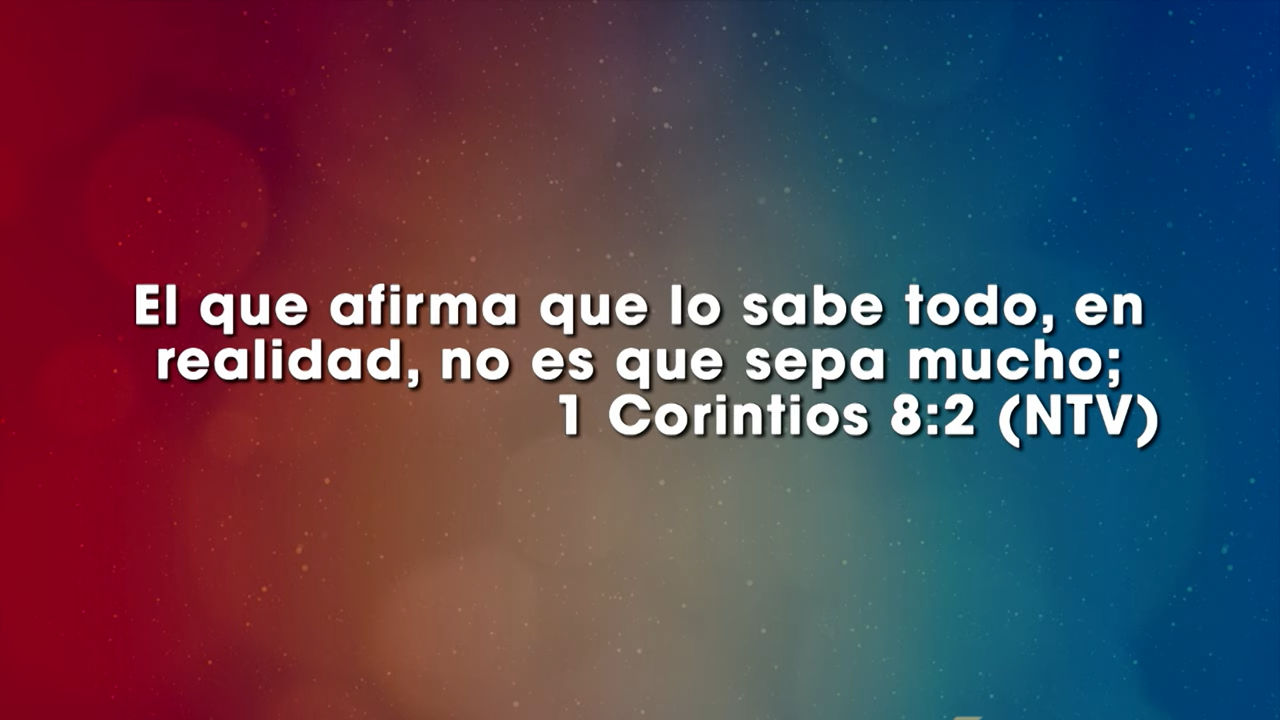 El que afirma que lo sabe todo, en
realidad, no es que sepa mucho;
1 Corintios 8:2 (NTV)